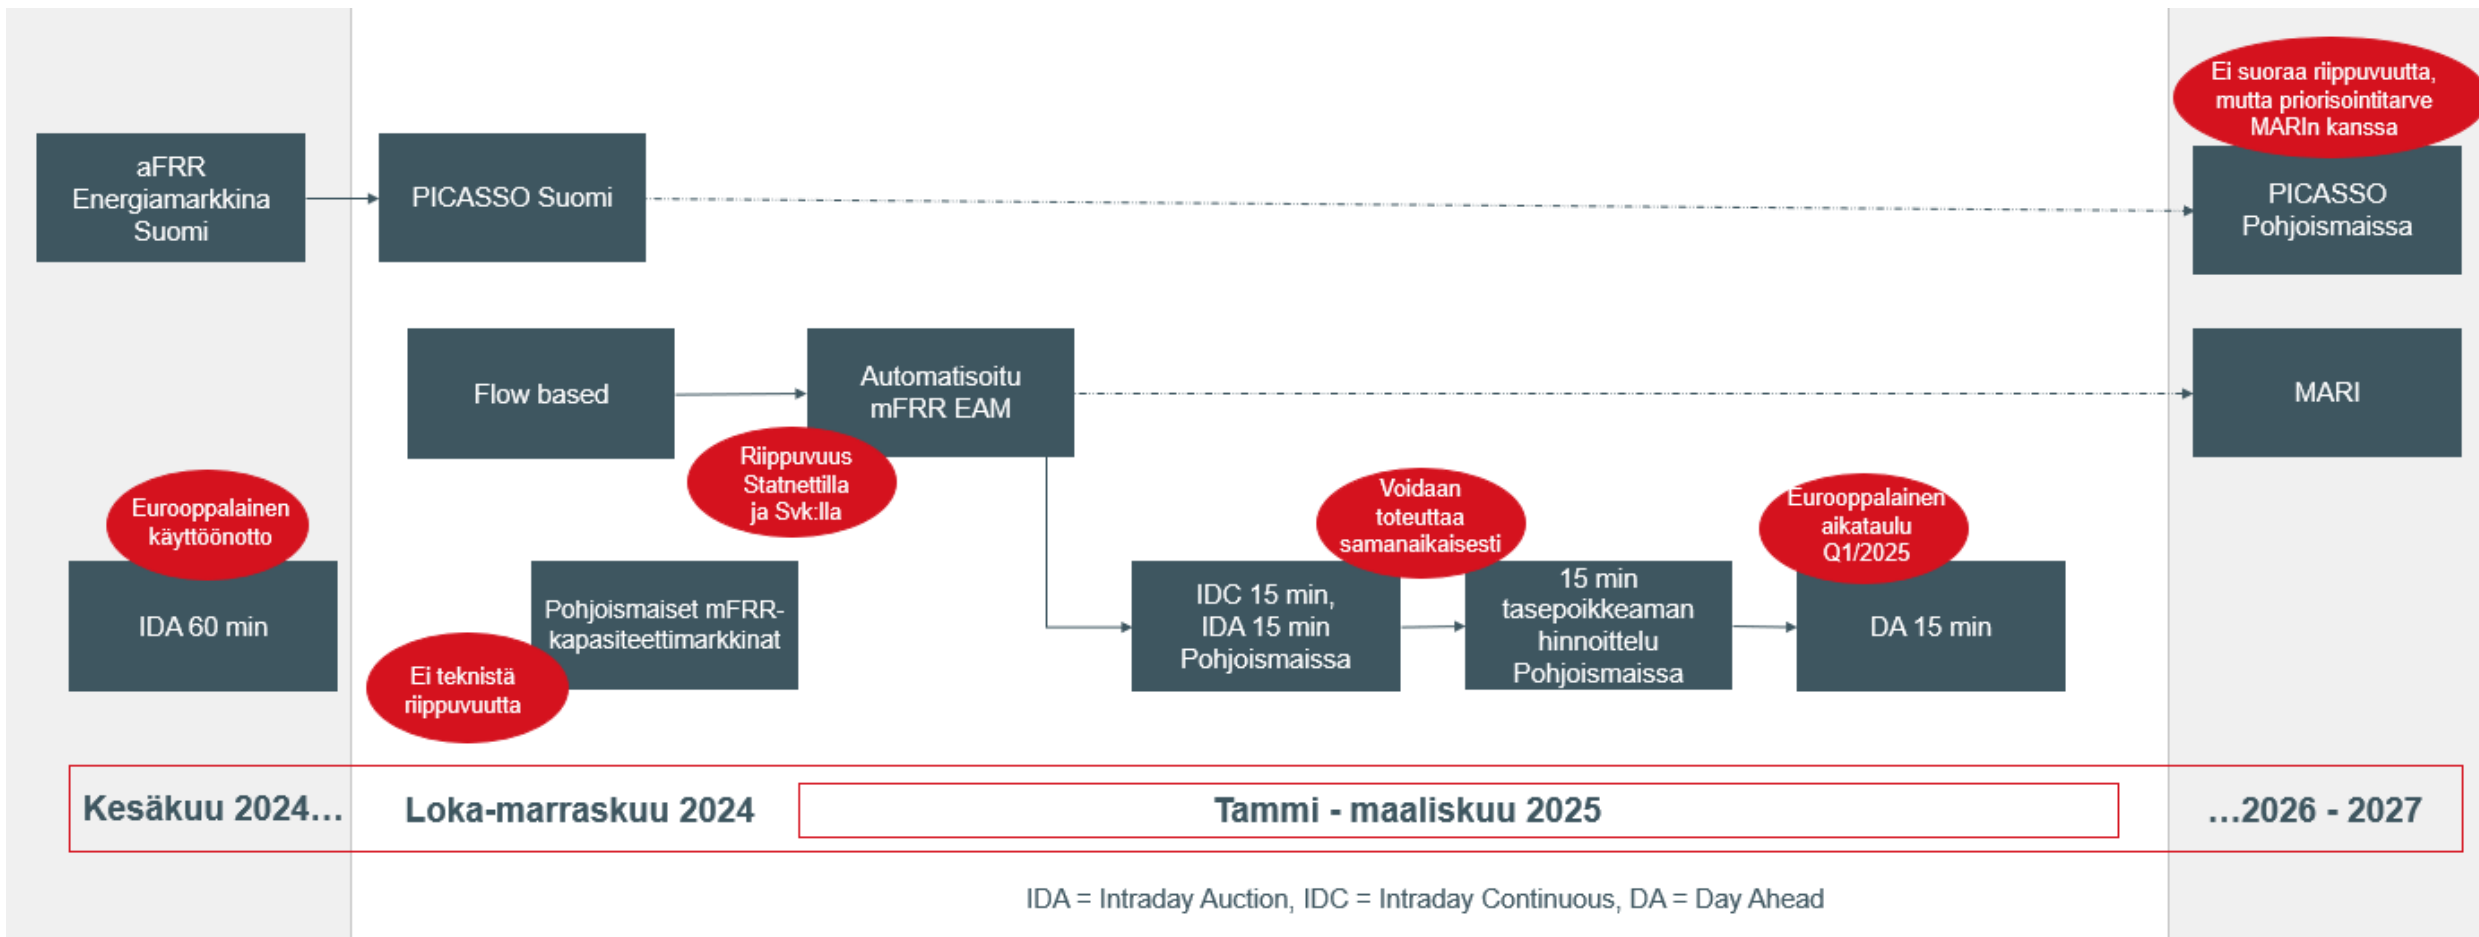 Ei suoraa riippuvuutta,
mutta priorisointitarve
MARIn kanssa
aFRR
Energiamarkkina
Suomi
PICASSO Suomi
PICASSO
Pohjoismaissa
Flow based
Automatisoitu
mFRR EAM
MARI
Riippuvuus
Statnettilla
ja Svk:lla
Eurooppalainen
käyttöönotto
Voidaan
toteuttaa
samanaikaisesti
Eurooppalainen
aikataulu
Q1/2025
IDA 60 min
Pohjoismaiset mFRR-
kapasiteettimarkkinat
Ei teknistä
riippuvuutta
IDC 15 min,
IDA 15 min
Pohjoismaissa
15 min
tasepoikkeaman
hinnoittelu
Pohjoismaissa
DA 15 min
Kesäkuu 2024…
Loka-marraskuu 2024
Tammi - maaliskuu 2025
…2026 - 2027
IDA = Intraday Auction, IDC = Intraday Continuous, DA = Day Ahead